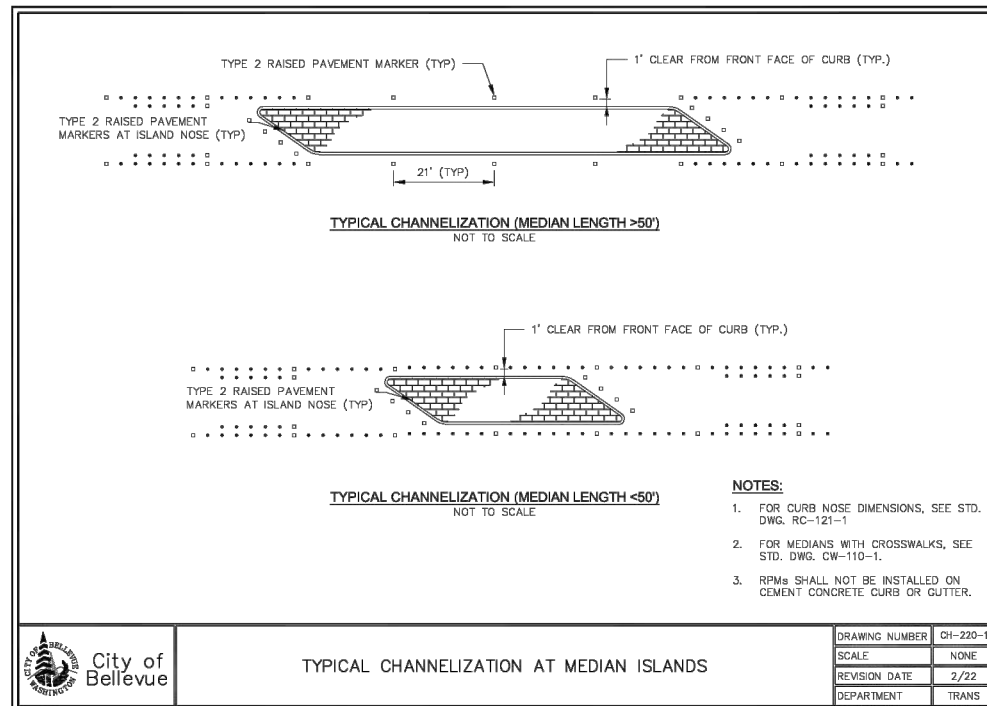 TYPE 2 RAISED PAVEMENT MARKER (TYP)
1' CLEAR FROM FRONT FACE OF CURB (TYP.)
TYPE 2 RAISED PAVEMENT
MARKERS AT ISLAND NOSE (TYP)
21' (TYP)
TYPICAL CHANNELIZATION (MEDIAN LENGTH >50')
NOT TO SCALE
1' CLEAR FROM FRONT FACE OF CURB (TYP.)
TYPE 2 RAISED PAVEMENT
MARKERS AT ISLAND NOSE (TYP)
TYPICAL CHANNELIZATION (MEDIAN LENGTH <50')
NOT TO SCALE
NOTES:
1. FOR CURB NOSE DIMENSIONS, SEE STD.
DWG. RC-121-1
2. FOR MEDIANS WITH CROSSWALKS, SEE
STD. DWG. CW-110-1.
3. RPMs SHALL NOT BE INSTALLED ON
CEMENT CONCRETE CURB OR GUTTER.
CITY OF BELLEVUE
WASHINGTON
City of
Bellevue
TYPICAL CHANNELIZATION AT MEDIAN ISLANDS
DRAWING NUMBER CH-220-1
SCALE NONE
REVISION DATE 2/22
DEPARTMENT TRANS